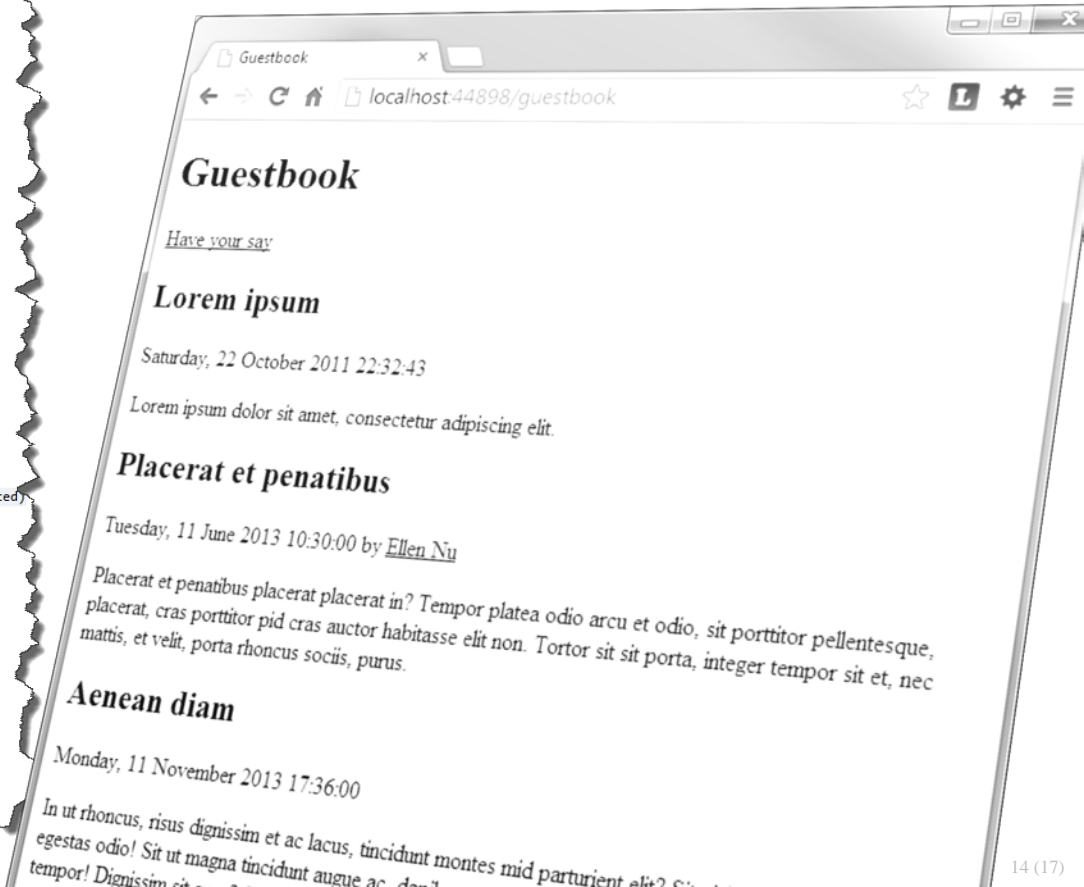 Guestbook
localhost:44898/guestbook
L
Guestbook
Have your say
Lorem ipsum
Saturday, 22 October 2011 22:32:43
Lorem ipsum dolor sit amet, consectetur adipiscing elit.
Placerat et penatibus
ced)
Tuesday, 11 June 2013 10:30:00 by Ellen Nu
Placerat et penatibus placerat placerat in? Tempor platea odio arcu et odio, sit porttitor pellentesque,
placerat, cras porttitor pid cras auctor habitasse elit non. Tortor sit sit porta, integer tempor sit et, nec
mattis, et velit, porta rhoncus sociis, purus.
Aenean diam
Monday, 11 November 2013 17:36:00
In ut rhoncus, risus dignissim et ac lacus, tincidunt montes mid parturient elit?
egestas odio! Sit ut magna tincidunt augue ac,
tempor! Dignissim sit
14 (17)